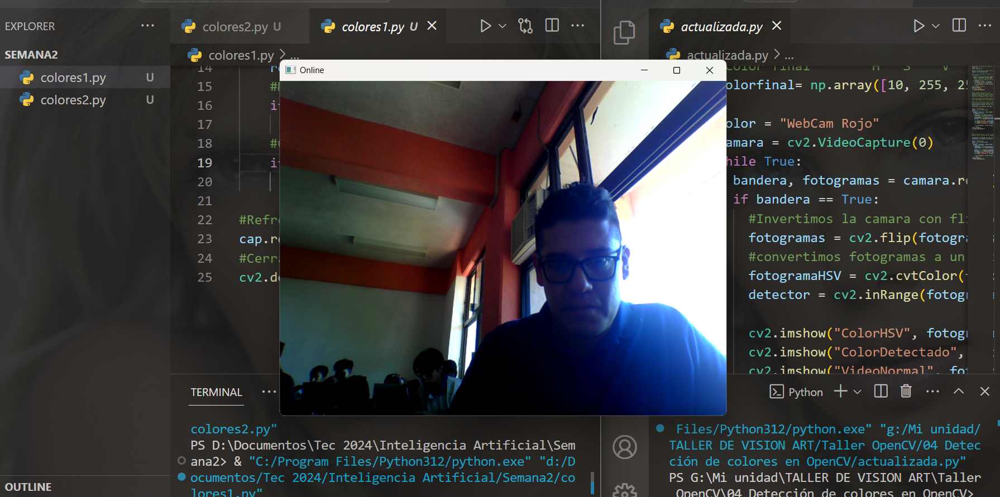 EXPLORER
SEMANA2
colores1.py U
colores2.py U
OUTLINE
colores2.py U
colores1.py U
colores1.py > ...
14
15 #
16
17
18 #
19
20
21
22 #Refr
23 cap.r
24 #Cerr
25 cv2.d
TERMINAL
colores2.py"
PS D:\Documentos\Tec 2024\Inteligencia Artificial\Sem
ana2> & "C:/Program Files/Python312/python.exe" "d:/D
ocumentos/Tec 2024/Inteligencia Artificial/Semana2/co
lores1.py"
Online
actualizada.py
actualizada.py > ...
olor final H S V
olorfinal= np.array([10, 255, 2
olor = "WebCam Rojo"
amara = cv2.VideoCapture(0)
hile True:
bandera, fotogramas = camara.r
if bandera == True:
#Invertimos la camara con fl
fotogramas = cv2.flip(fotogr
#convertimos fotogramas a un
fotogramaHSV = cv2.cvtColor(
detector = cv2.inRange(fotog
cv2.imshow("ColorHSV", fotog
cv2.imshow("ColorDetectado",
cv2.imshow("VideoNormal", fo
Python
Files/Python312/python.exe" "g:/Mi unidad/
TALLER DE VISION ART/Taller OpenCV/04 Detec
ción de colores en OpenCV/actualizada.py"
PS G:\Mi unidad\TALLER DE VISION ART\Taller
OpenCV\04 Detección de colores en OpenCV>